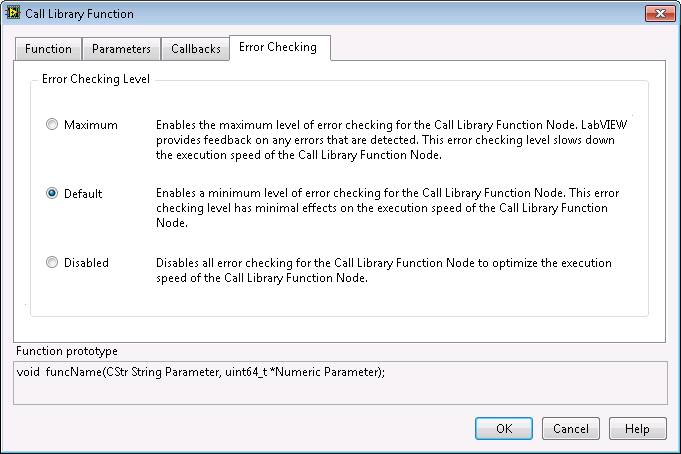 Call Library Function
Function
Parameters
Callbacks
Error Checking
Error Checking Level
Maximum
Enables the maximum level of error checking for the Call Library Function Node. LabVIEW
provides feedback on any errors that are detected. This error checking level slows down
the execution speed of the Call Library Function Node.
Default
Enables a minimum level of error checking for the Call Library Function Node. This error
checking level has minimal effects on the execution speed of the Call Library Function
Node.
Disabled
Disables all error checking for the Call Library Function Node to optimize the execution
speed of the Call Library Function Node.
Function prototype
void  funcName(CStr String Parameter, uint64_t *Numeric Parameter);
OK
Cancel
Help